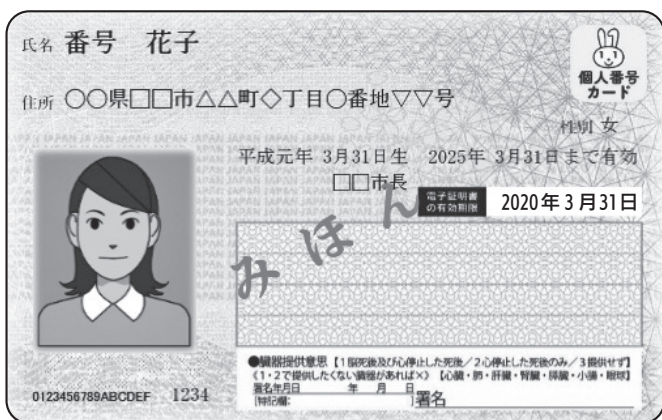 氏名 番号 花子
個人番号
カード
住所 ○○県□□市△△町◇丁目○番地▽▽号
性別 女
平成元年 3月31日生 2025年 3月31日まで有効
□□市長
電子証明書
の有効期限 2020年3月31日
みほん
●臓器提供意思【1脳死後及び心停止した死後／2心停止した死後のみ／3提供せず】
《1・2で提供したくない臓器があれば×》【心臓・肺・肝臓・腎臓・膵臓・小腸・眼球】
署名年月日 年 月 日
[特記欄: ]署名
0123456789ABCDEF 1234
JAPAN JAPAN JAPAN JAPAN JAPAN JAPAN JAPAN